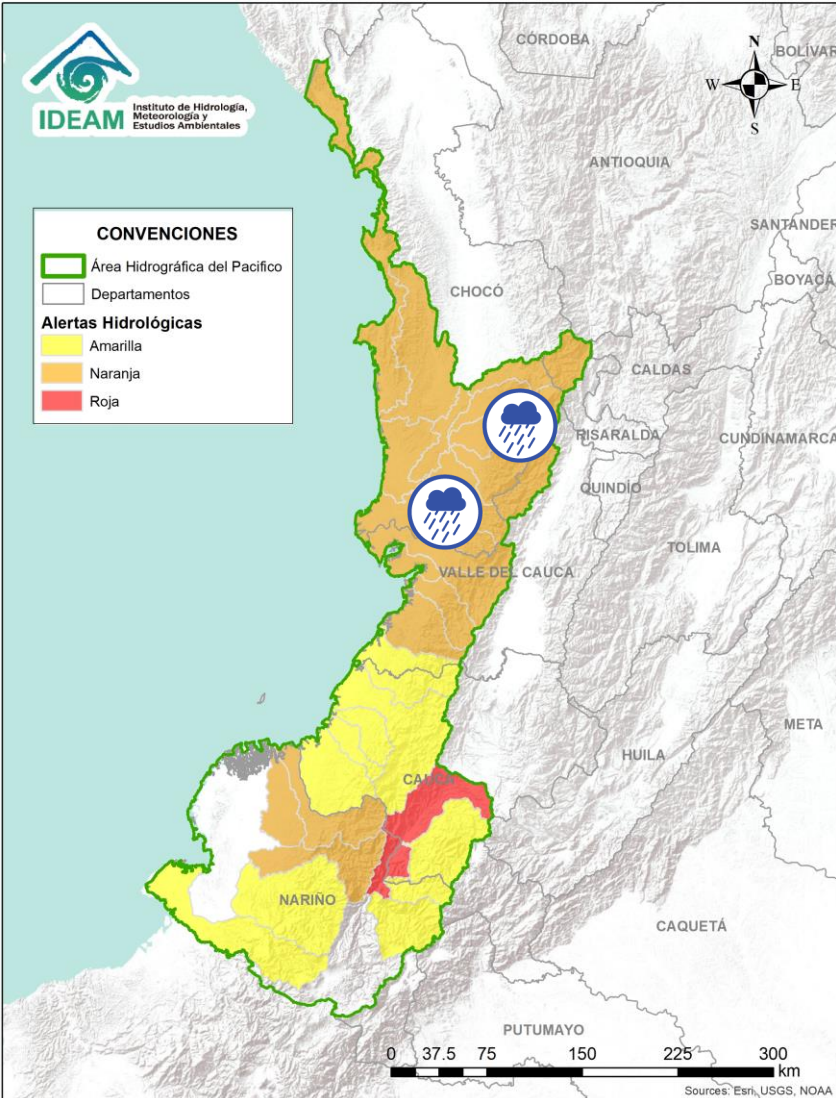 IDEAM
Instituto de Hidrología,
Meteorología y
Estudios Ambientales
N
W
E
S
CÓRDOBA
BOLÍVAR
ANTIOQUIA
SANTANDER
BOYACÁ
CHOCÓ
CALDAS
RISARALDA
CUNDINAMARCA
QUINDÍO
TOLIMA
VALLE DEL CAUCA
META
HUILA
CAUCA
NARIÑO
CAQUETÁ
PUTUMAYO
CONVENCIONES
Área Hidrográfica del Pacifico
Departamentos
Alertas Hidrológicas
Amarilla
Naranja
Roja
0 37.5 75 150 225 300
km
Sources: Esri, USGS, NOAA